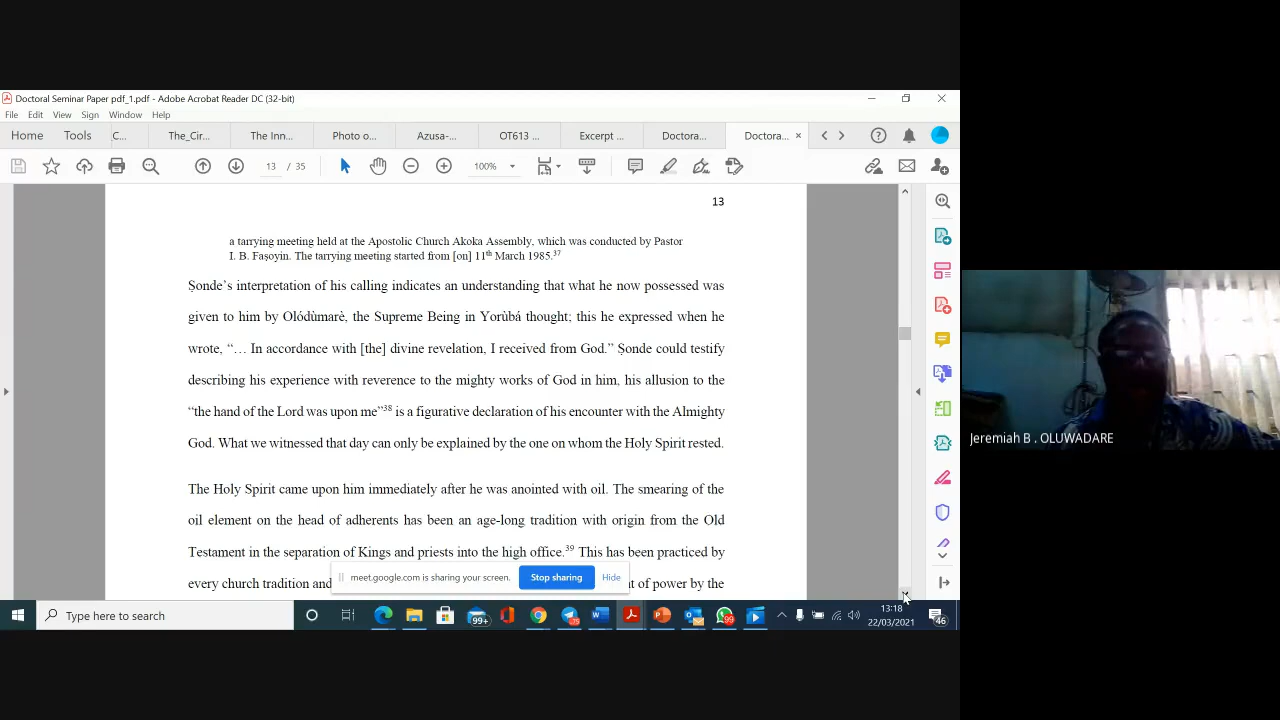 Doctoral Seminar Paper pdf_1.pdf - Adobe Acrobat Reader DC (32-bit)
File Edit View Sign Window Help
Home Tools C... The_Cir... The Inn... Photo o... Azusa-... OT613 ... Excerpt ... Doctora... Doctora... ×
13 / 35 100%
13
a tarrying meeting held at the Apostolic Church Akoka Assembly, which was conducted by Pastor
I. B. Faṣoyin. The tarrying meeting started from [on] 11th March 1985.37
Ṣonde’s interpretation of his calling indicates an understanding that what he now possessed was
given to him by Olódùmarè, the Supreme Being in Yorùbá thought; this he expressed when he
wrote, “… In accordance with [the] divine revelation, I received from God.” Ṣonde could testify
describing his experience with reverence to the mighty works of God in him, his allusion to the
“the hand of the Lord was upon me”38 is a figurative declaration of his encounter with the Almighty
God. What we witnessed that day can only be explained by the one on whom the Holy Spirit rested.
The Holy Spirit came upon him immediately after he was anointed with oil. The smearing of the
oil element on the head of adherents has been an age-long tradition with origin from the Old
Testament in the separation of Kings and priests into the high office.39 This has been practiced by
every church tradition and of power by the
meet.google.com is sharing your screen. Stop sharing Hide
Jeremiah B . OLUWADARE
Type here to search
99+
99
13:18
22/03/2021
46